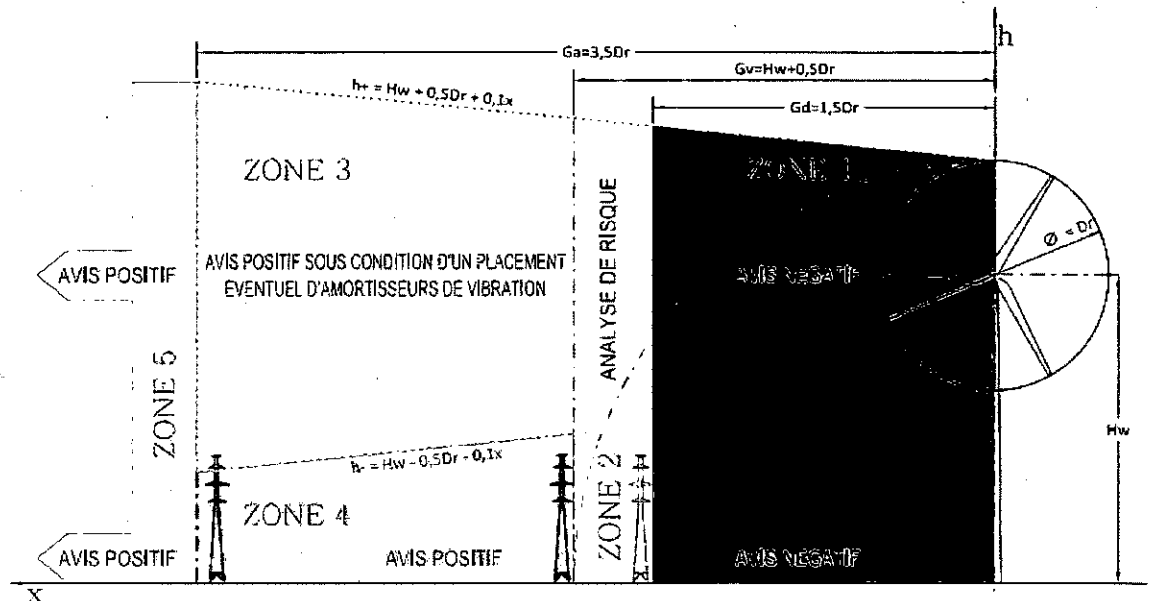 h
Ga=3,5Dr
Gv=Hw+0,5Dr
Gd=1,5Dr
h+ = Hw + 0,5Dr + 0,1x
ZONE 3
ZONE 1
Ø = Dr
AVIS POSITIF
AVIS POSITIF SOUS CONDITION D'UN PLACEMENT
EVENTUEL D'AMORTISSEURS DE VIBRATION
ANALYSE DE RISQUE
AVIS NEGATIF
ZONE 5
Hw
h- = Hw - 0,5Dr - 0,1x
ZONE 4
ZONE 2
AVIS POSITIF
AVIS POSITIF
AVIS NEGATIF
x